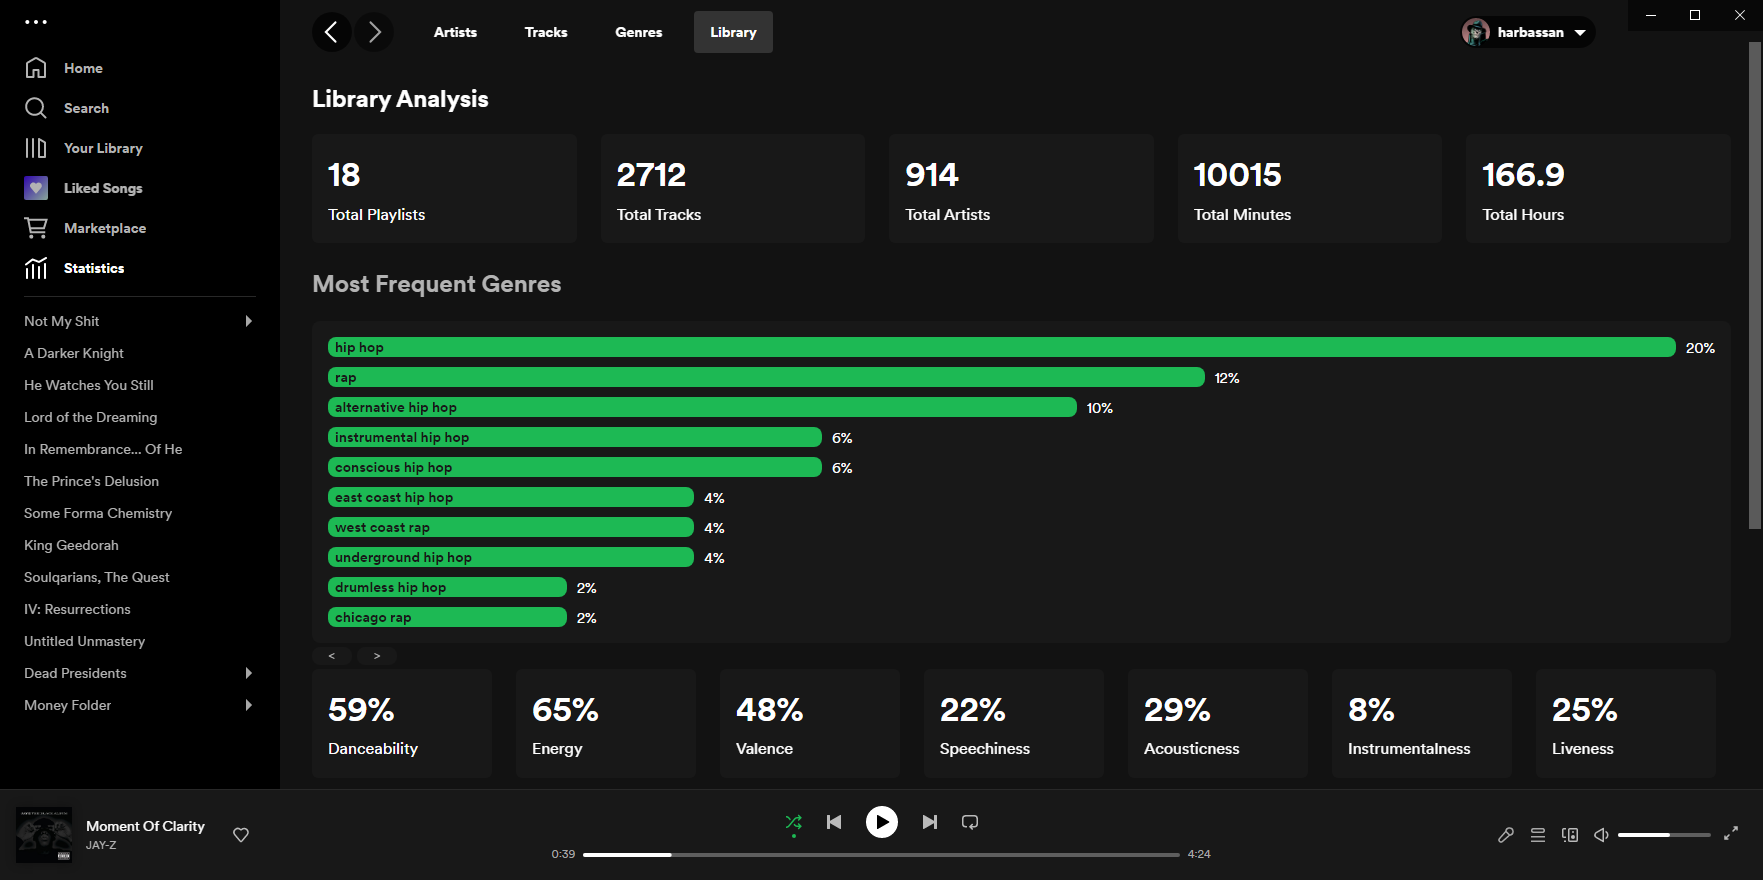 Home
Search
Your Library
Liked Songs
Marketplace
Statistics
Not My Shit
A Darker Knight
He Watches You Still
Lord of the Dreaming
In Remembrance... Of He
The Prince's Delusion
Some Forma Chemistry
King Geedorah
Soulqarians, The Quest
IV: Resurrections
Untitled Unmastery
Dead Presidents
Money Folder
Artists Tracks Genres Library
harbassan
Library Analysis
18 2712 914 10015 166.9
Total Playlists Total Tracks Total Artists Total Minutes Total Hours
Most Frequent Genres
hip hop 20%
rap 12%
alternative hip hop 10%
instrumental hip hop 6%
conscious hip hop 6%
east coast hip hop 4%
west coast rap 4%
underground hip hop 4%
drumless hip hop 2%
chicago rap 2%
< >
59% 65% 48% 22% 29% 8% 25%
Danceability Energy Valence Speechiness Acousticness Instrumentalness Liveness
Moment Of Clarity
JAY-Z
0:39 4:24